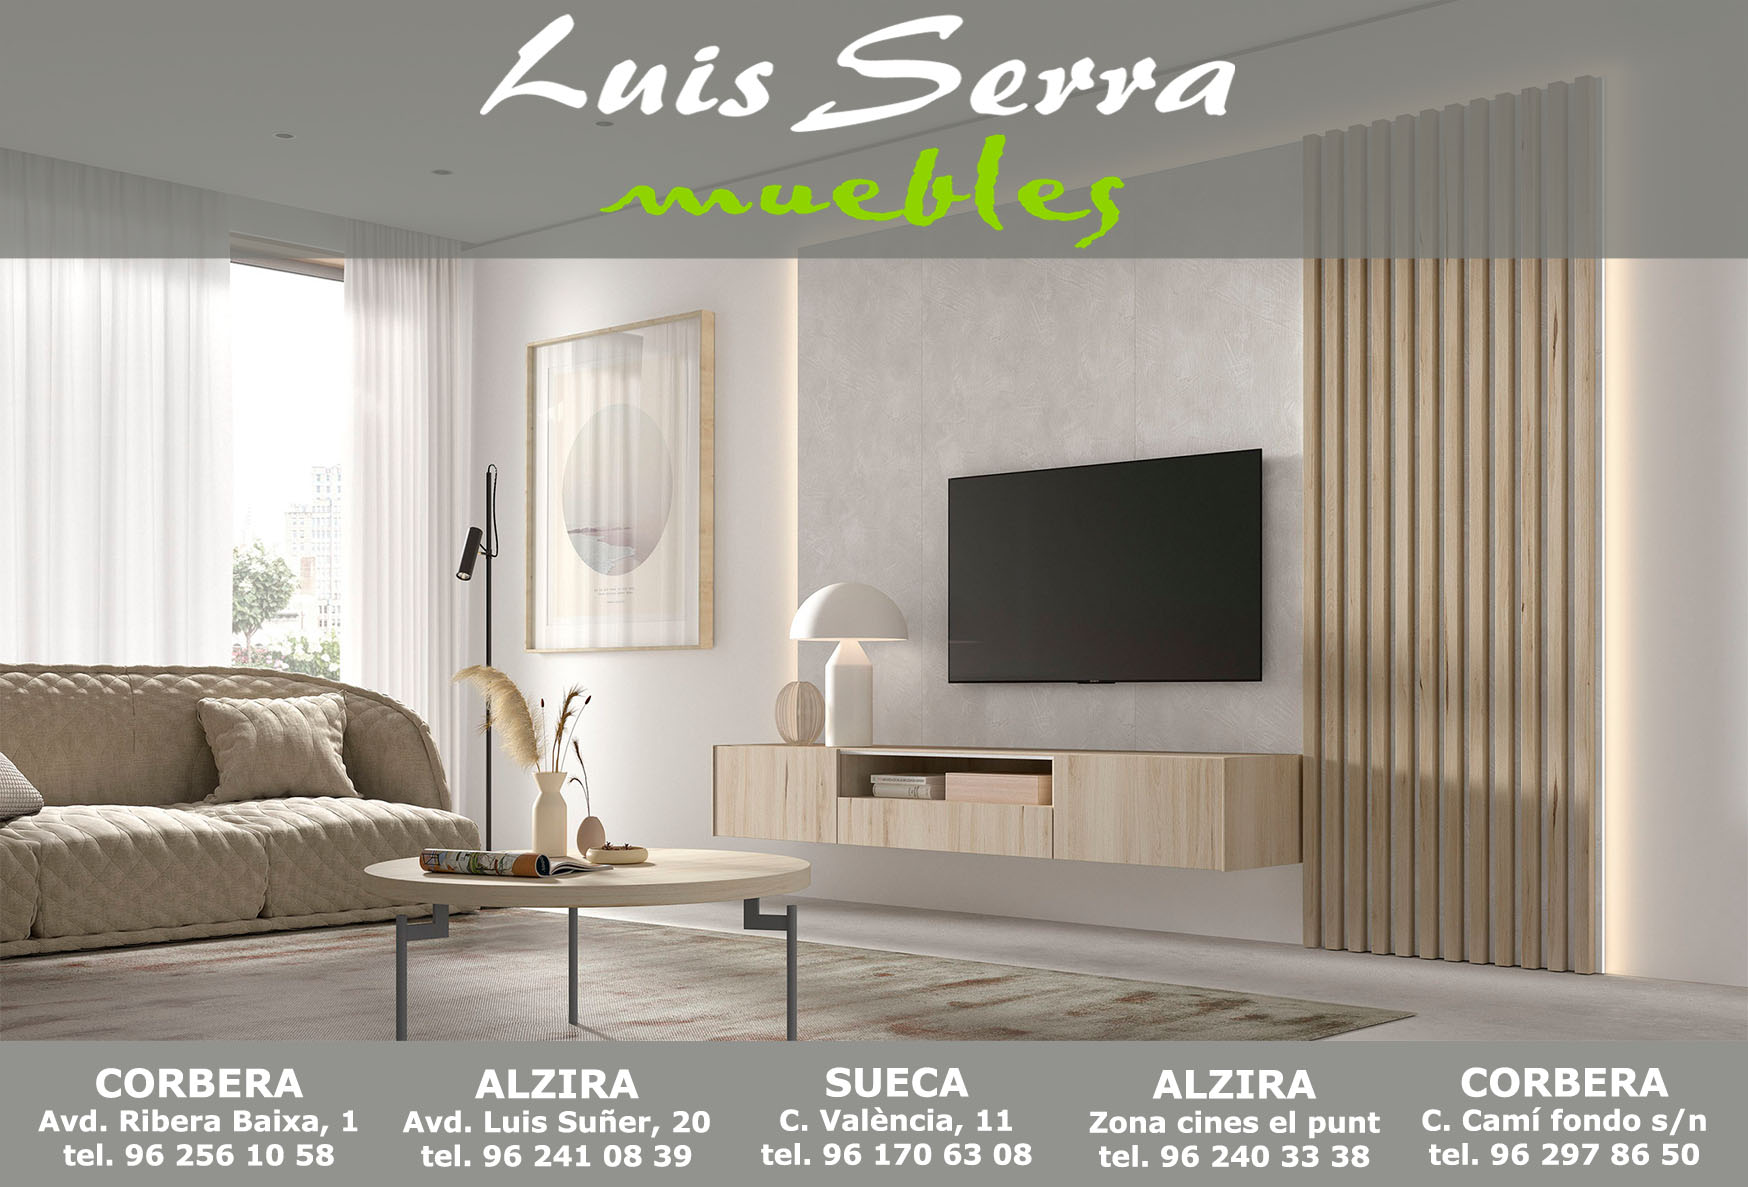 Luis Serra
muebles
CORBERA
Avd. Ribera Baixa, 1
tel. 96 256 10 58
ALZIRA
Avd. Luis Suñer, 20
tel. 96 241 08 39
SUECA
C. València, 11
tel. 96 170 63 08
ALZIRA
Zona cines el punt
tel. 96 240 33 38
CORBERA
C. Camí fondo s/n
tel. 96 297 86 50